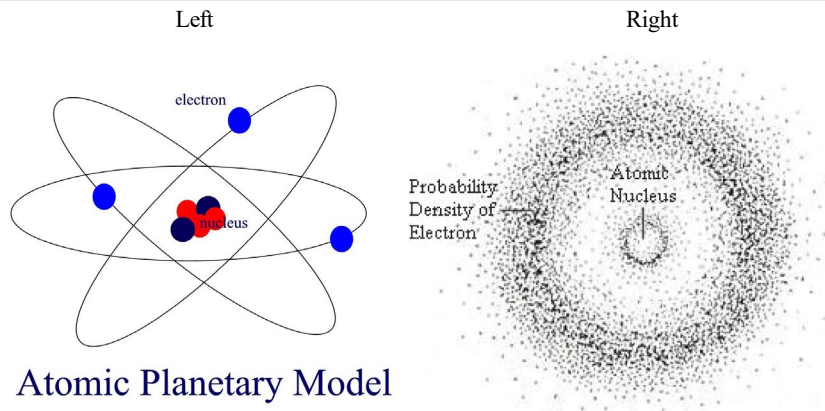 Left
Right
electron
nucleus
Atomic Planetary Model
Probability
Density of
Electron
Atomic
Nucleus